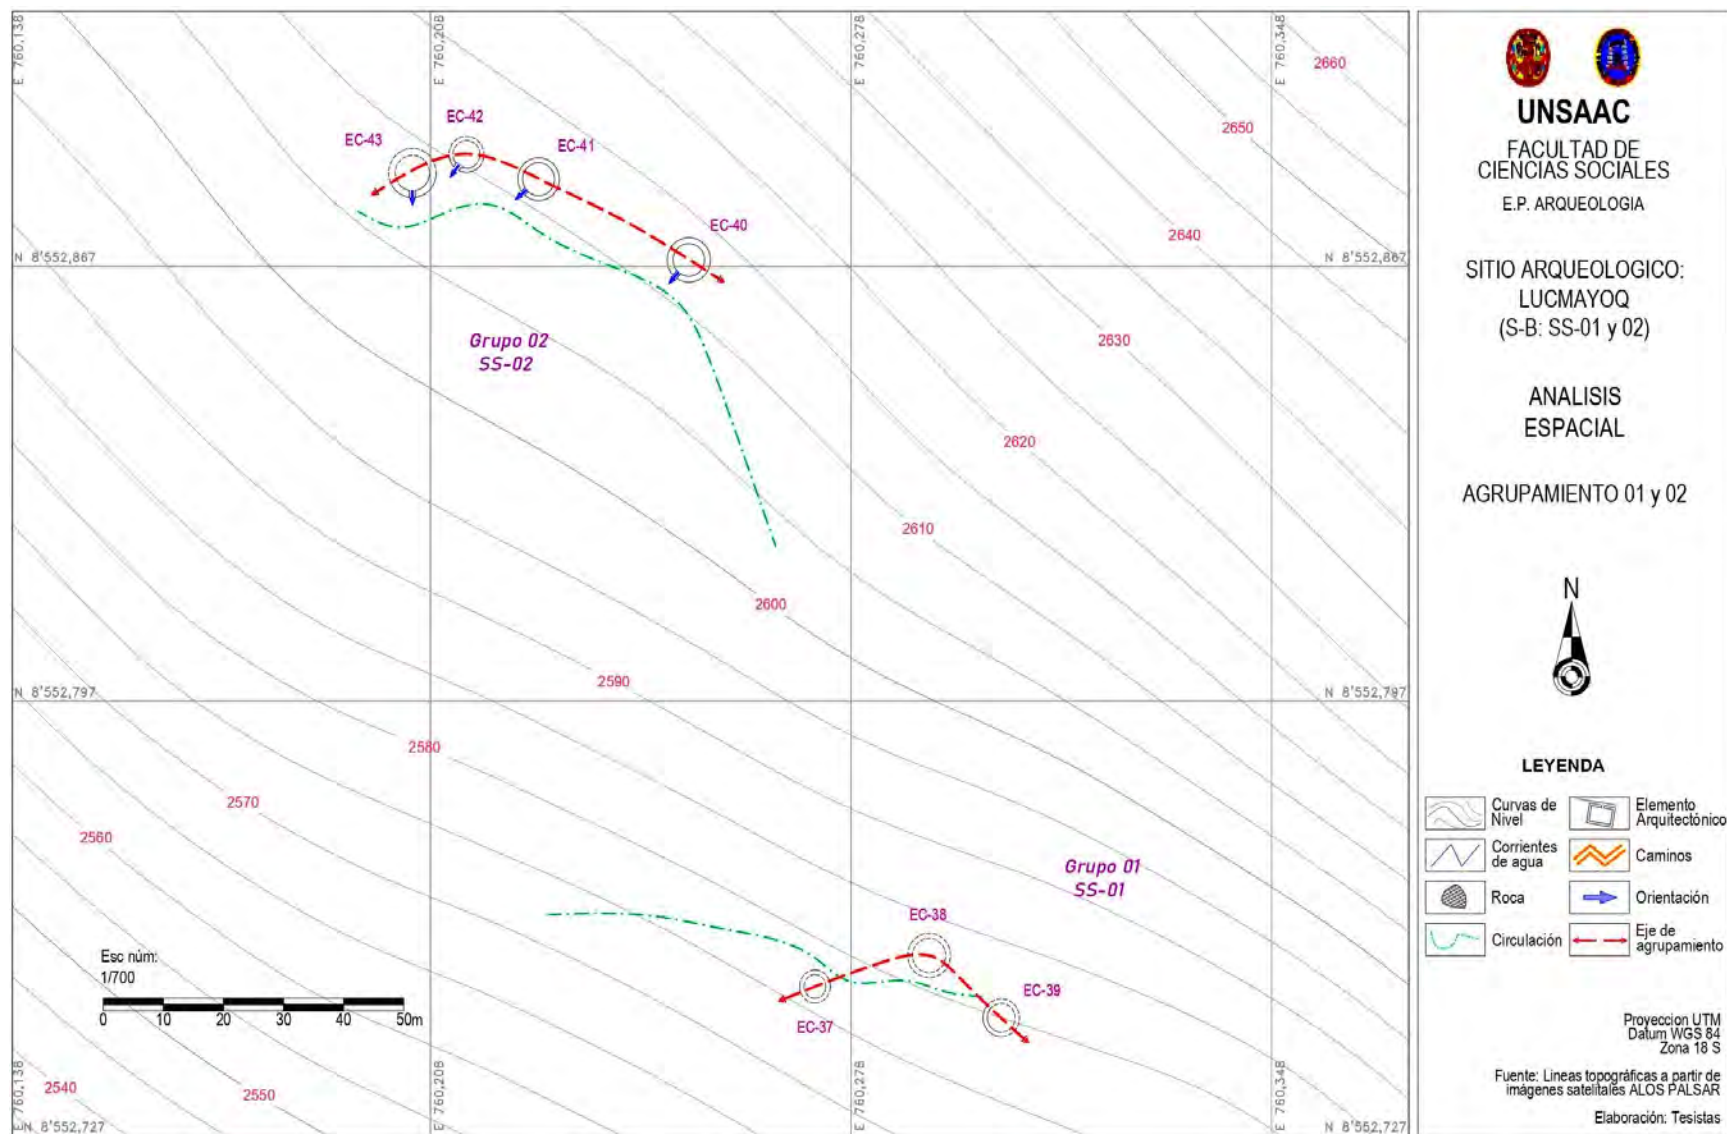 E 760,138
E 760,208
E 760,278
E 760,348
2660
2650
EC-42
EC-43
EC-41
EC-40
2640
N 8'552,867
N 8'552,867
Grupo 02
SS-02
2630
2620
2610
2600
2590
N 8'552,797
N 8'552,797
2580
2570
2560
Grupo 01
SS-01
EC-38
EC-39
EC-37
Esc núm:
1/700
0 10 20 30 40 50m
2540
2550
E 760,138
E 760,208
E 760,278
E 760,348
N 8'552,727
N 8'552,727
UNSAAC
FACULTAD DE
CIENCIAS SOCIALES
E.P. ARQUEOLOGIA
SITIO ARQUEOLOGICO:
LUCMAYOQ
(S-B: SS-01 y 02)
ANALISIS
ESPACIAL
AGRUPAMIENTO 01 y 02
N
LEYENDA
Curvas de
Nivel
Elemento
Arquitectónico
Corrientes
de agua
Caminos
Roca
Orientación
Circulación
Eje de
agrupamiento
Proyeccion UTM
Datum WGS 84
Zona 18 S
Fuente: Lineas topográficas a partir de
imágenes satelitales ALOS PALSAR
Elaboración: Tesistas